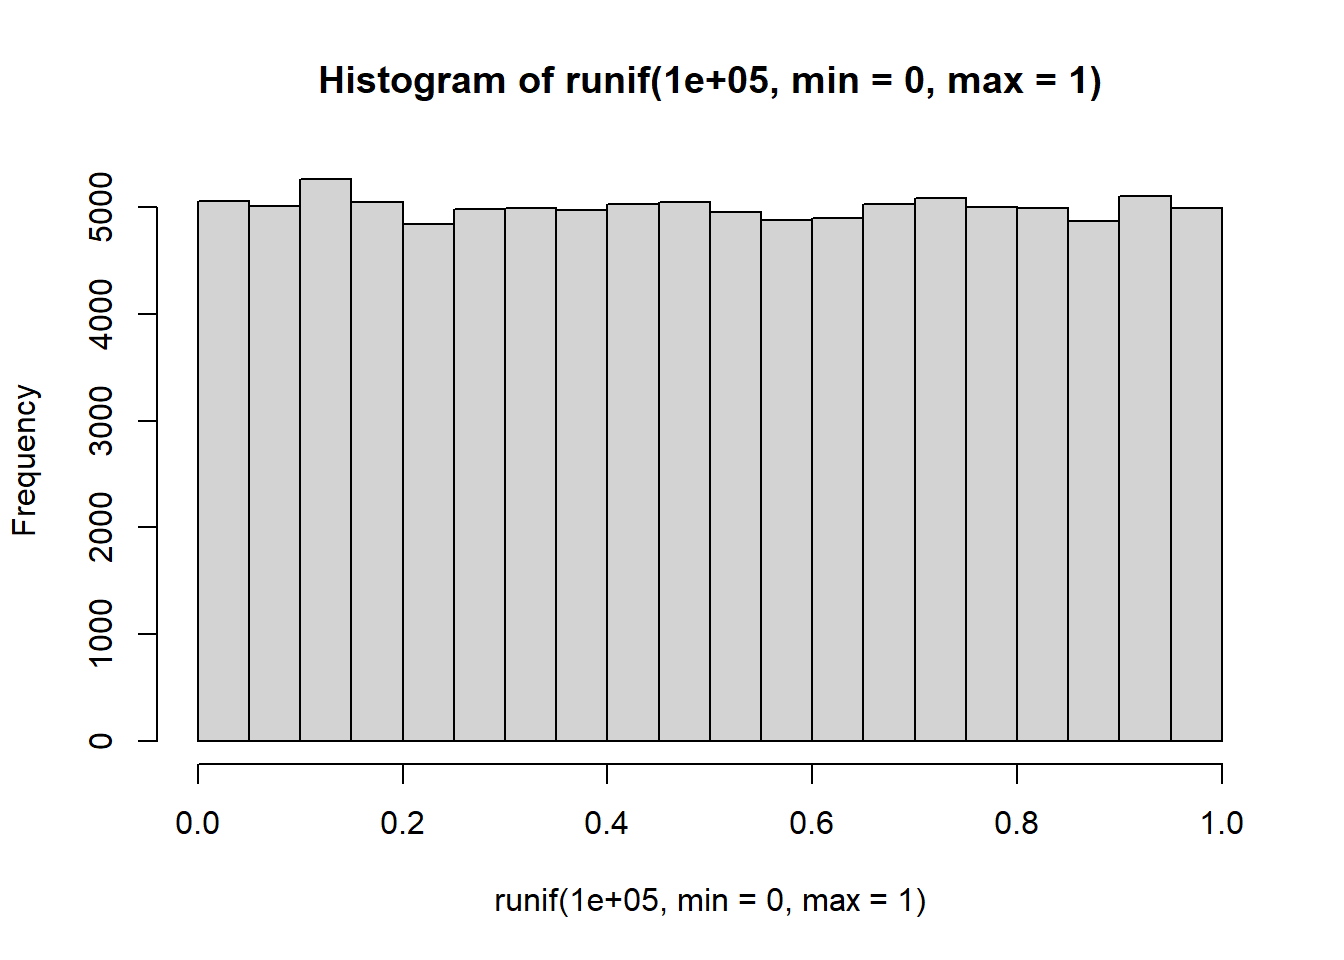 Histogram of runif(1e+05, min = 0, max = 1)
Frequency
5000
4000
3000
2000
1000
0
0.0 0.2 0.4 0.6 0.8 1.0
runif(1e+05, min = 0, max = 1)